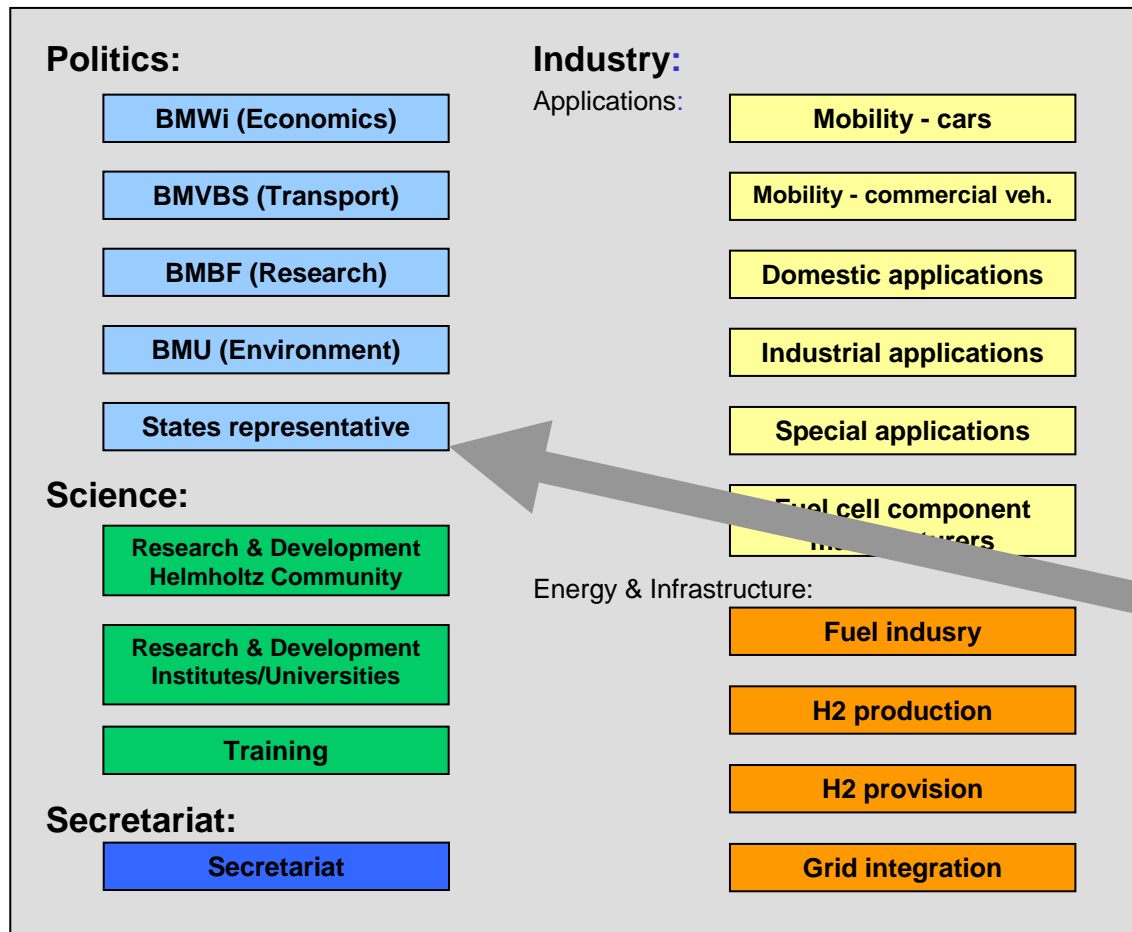 Politics:
BMWi (Economics)
BMVBS (Transport)
BMBF (Research)
BMU (Environment)
States representative
Science:
Research & Development
Helmholtz Community
Research & Development
Institutes/Universities
Training
Secretariat:
Secretariat
Industry:
Applications:
Mobility - cars
Mobility - commercial veh.
Domestic applications
Industrial applications
Special applications
Fuel cell component
Energy & Infrastructure:
Fuel indusry
H2 production
H2 provision
Grid integration